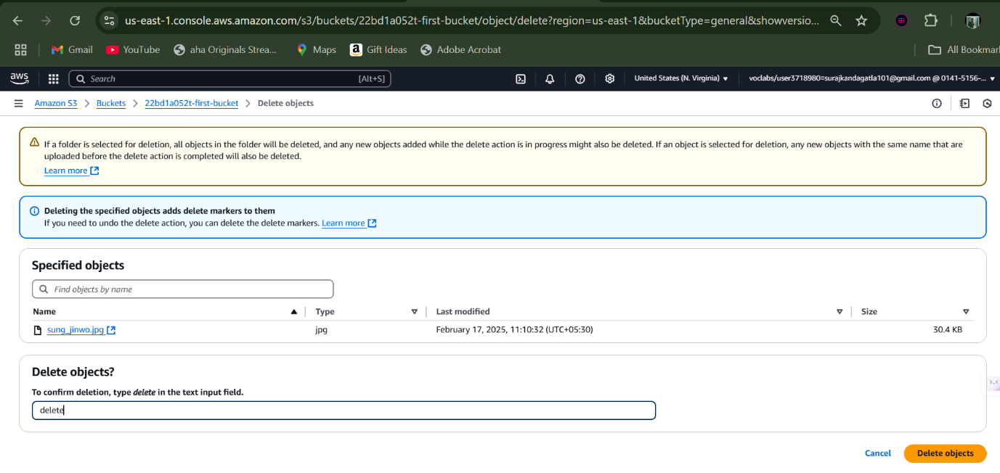 us-east-1.console.aws.amazon.com/s3/buckets/22bd1a052t-first-bucket/object/delete?region=us-east-1&bucketType=general&showversio...
Gmail YouTube aha Originals Strea... Maps Gift Ideas Adobe Acrobat All Bookmar
aws Search [Alt+S] United States (N. Virginia) voclabs/user3718980=surajkandagatla101@gmail.com @ 0141-5156-...
Amazon S3 Buckets 22bd1a052t-first-bucket Delete objects
If a folder is selected for deletion, all objects in the folder will be deleted, and any new objects added while the delete action is in progress might also be deleted. If an object is selected for deletion, any new objects with the same name that are
uploaded before the delete action is completed will also be deleted.
Learn more
Deleting the specified objects adds delete markers to them
If you need to undo the delete action, you can delete the delete markers. Learn more
Specified objects
Find objects by name
Name Type Last modified Size
sung_jinwo.jpg jpg February 17, 2025, 11:10:32 (UTC+05:30) 30.4 KB
Delete objects?
To confirm deletion, type delete in the text input field.
delete
Cancel Delete objects